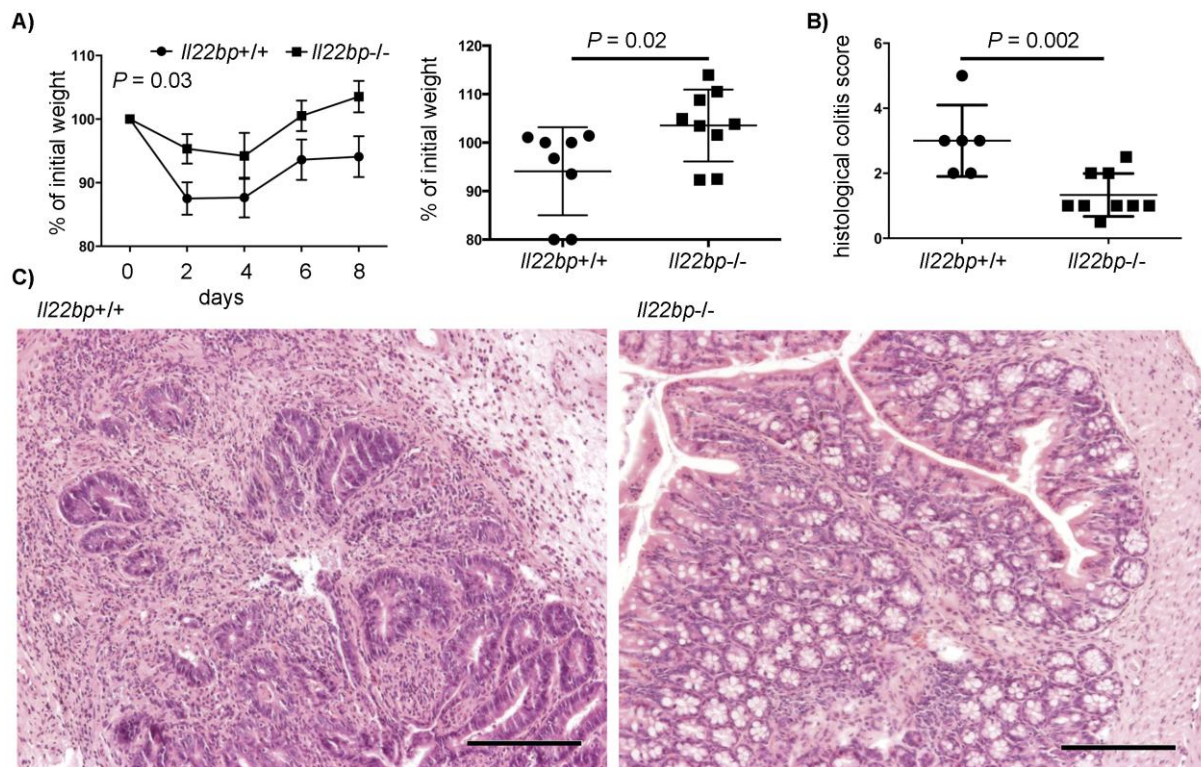 A)
Il22bp+/+ Il22bp-/-
P = 0.03
% of initial weight
110
100
90
80
0 2 4 6 8
days
P = 0.02
% of initial weight
120
110
100
90
80
Il22bp+/+ Il22bp-/-
B)
P = 0.002
histological colitis score
6
4
2
0
Il22bp+/+ Il22bp-/-
C)
Il22bp+/+
Il22bp-/-